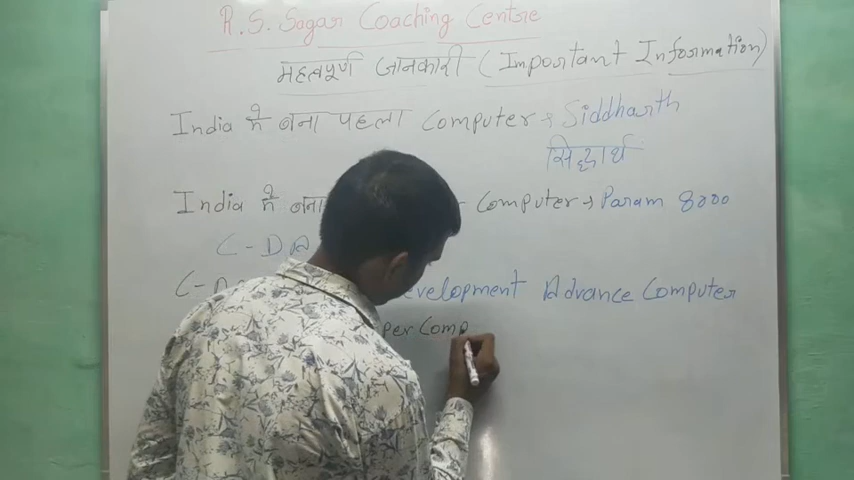 R.S. Sagar Coaching Centre
महत्वपूर्ण जानकारी (Important Information)
India में बना पहला Computer → Siddharth
सिद्धार्थ
India में बना Computer → Param 8000
C-DA
C- evelopment Advance Computer
per Comp